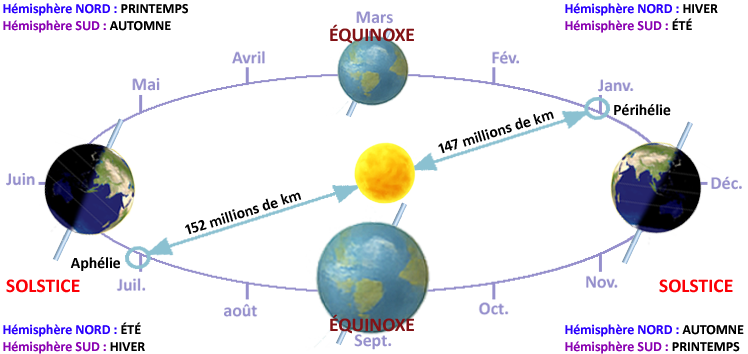 Hémisphère NORD : PRINTEMPS
Hémisphère SUD : AUTOMNE
Mars
ÉQUINOXE
Hémisphère NORD : HIVER
Hémisphère SUD : ÉTÉ
Avril
Fév.
Mai
Janv.
Périhélie
147 millions de km
Juin
Déc.
152 millions de km
Aphélie
SOLSTICE
Juil.
août
Oct.
Nov.
SOLSTICE
ÉQUINOXE
Sept.
Hémisphère NORD : ÉTÉ
Hémisphère SUD : HIVER
Hémisphère NORD : AUTOMNE
Hémisphère SUD : PRINTEMPS